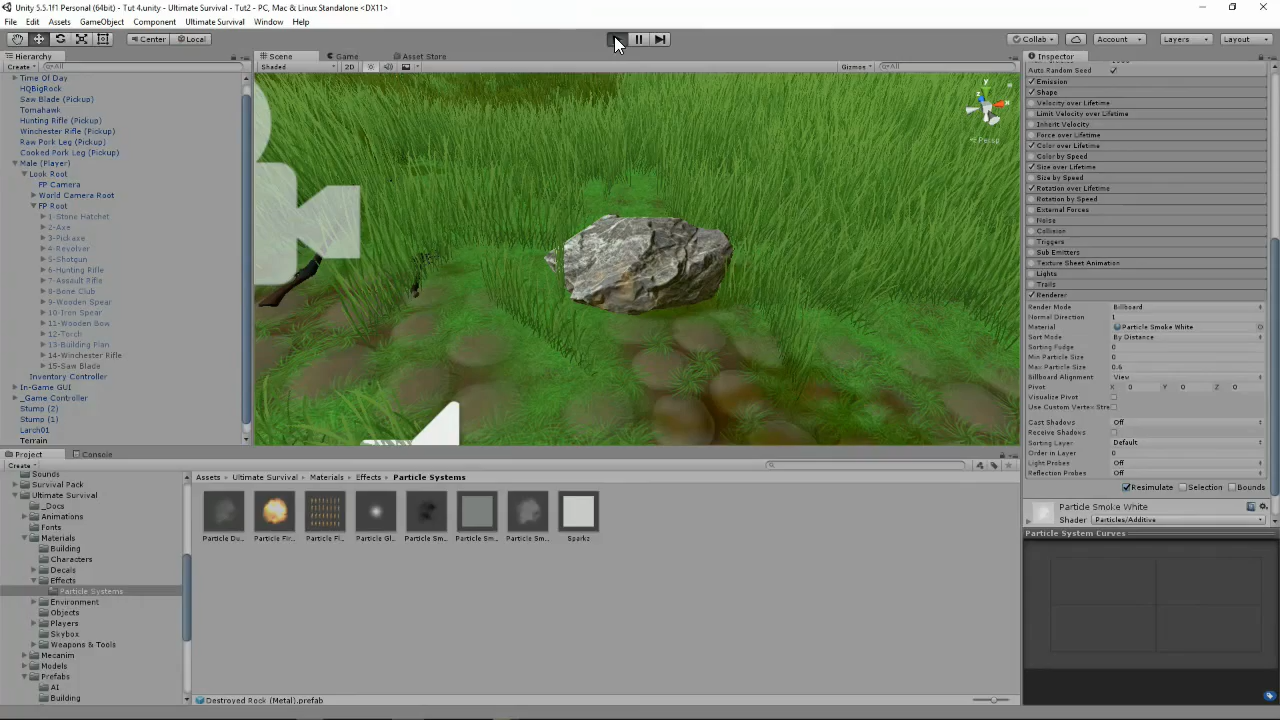 Unity 5.5.1f1 Personal (64bit) - Tut 4.unity - Ultimate Survival - Tut2 - PC, Mac & Linux Standalone <DX11>
File Edit Assets GameObject Component Ultimate Survival Window Help
Center Local Collab Account Layers Layout
Hierarchy Scene Game Asset Store Inspector
Create All Shaded 2D Gizmos All
Time Of Day
HQBigRock
Saw Blade (Pickup)
Tomahawk
Hunting Rifle (Pickup)
Winchester Rifle (Pickup)
Raw Pork Leg (Pickup)
Cooked Pork Leg (Pickup)
Male (Player)
Look Root
FP Camera
World Camera Root
FP Root
1-Stone Hatchet
2-Axe
3-Pickaxe
4-Revolver
5-Shotgun
6-Hunting Rifle
7-Assault Rifle
8-Bone Club
9-Wooden Spear
10-Iron Spear
11-Wooden Bow
12-Torch
13-Building Plan
14-Winchester Rifle
15-Saw Blade
Inventory Controller
In-Game GUI
_Game Controller
Stump (2)
Stump (1)
Larch01
Terrain
y
x
z
Persp
Auto Random Seed
Emission
Shape
Velocity over Lifetime
Limit Velocity over Lifetime
Inherit Velocity
Force over Lifetime
Color over Lifetime
Color by Speed
Size over Lifetime
Size by Speed
Rotation over Lifetime
Rotation by Speed
External Forces
Noise
Collision
Triggers
Sub Emitters
Texture Sheet Animation
Lights
Trails
Renderer
Render Mode Billboard
Normal Direction 1
Material Particle Smoke White
Sort Mode By Distance
Sorting Fudge 0
Min Particle Size 0
Max Particle Size 0.6
Billboard Alignment View
Pivot X 0 Y 0 Z 0
Visualize Pivot
Use Custom Vertex Stre
Cast Shadows Off
Receive Shadows
Sorting Layer Default
Order in Layer 0
Light Probes Off
Reflection Probes Off
Resimulate Selection Bounds
Particle Smoke White
Shader Particles/Additive
Particle System Curves
Project Console
Create
Sounds
Survival Pack
Ultimate Survival
_Docs
Animations
Fonts
Materials
Building
Characters
Decals
Effects
Particle Systems
Environment
Objects
Players
Skybox
Weapons & Tools
Mecanim
Models
Prefabs
AI
Building
Assets Ultimate Survival Materials Effects Particle Systems
Particle Du... Particle Fir... Particle Fl... Particle Gl... Particle Sm... Particle Sm... Particle Sm... Sparks
Destroyed Rock (Metal).prefab